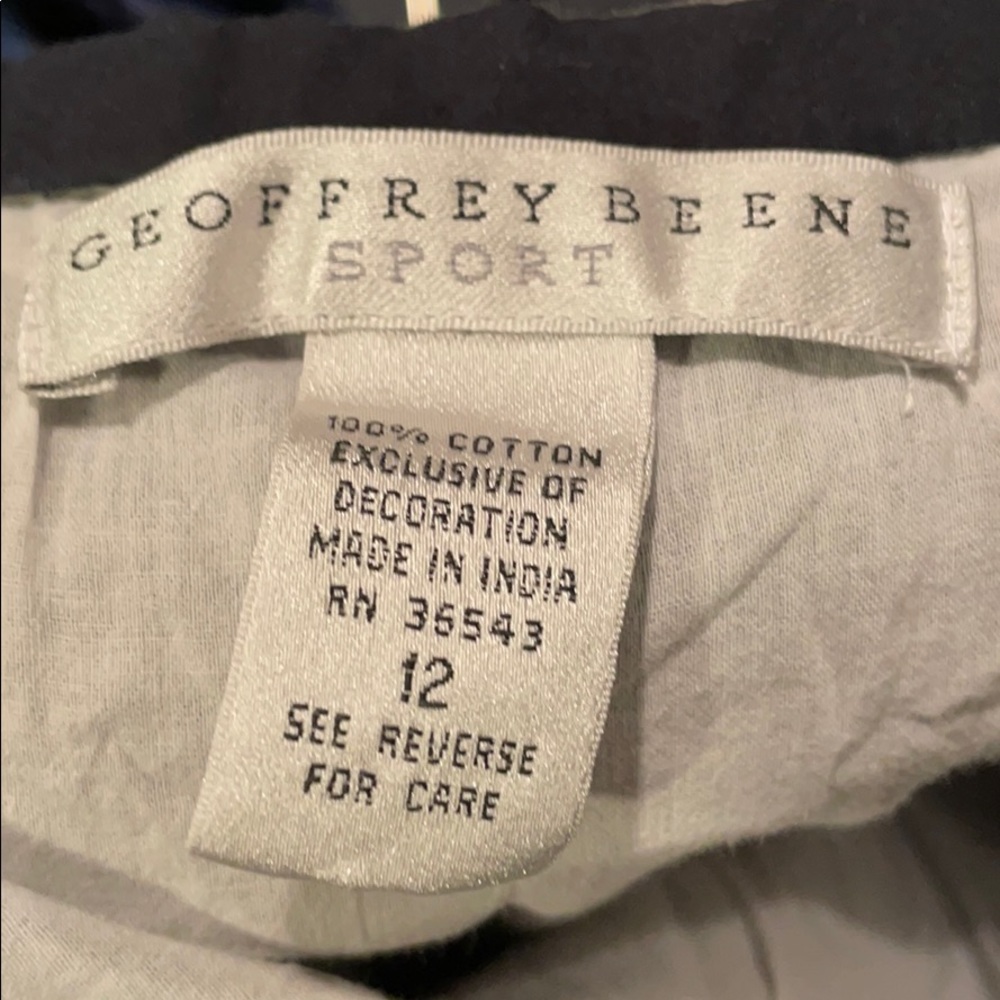 GEOFFREY BEENE
SPORT
100% COTTON
EXCLUSIVE OF
DECORATION
MADE IN INDIA
RN 36543
12
SEE REVERSE
FOR CARE